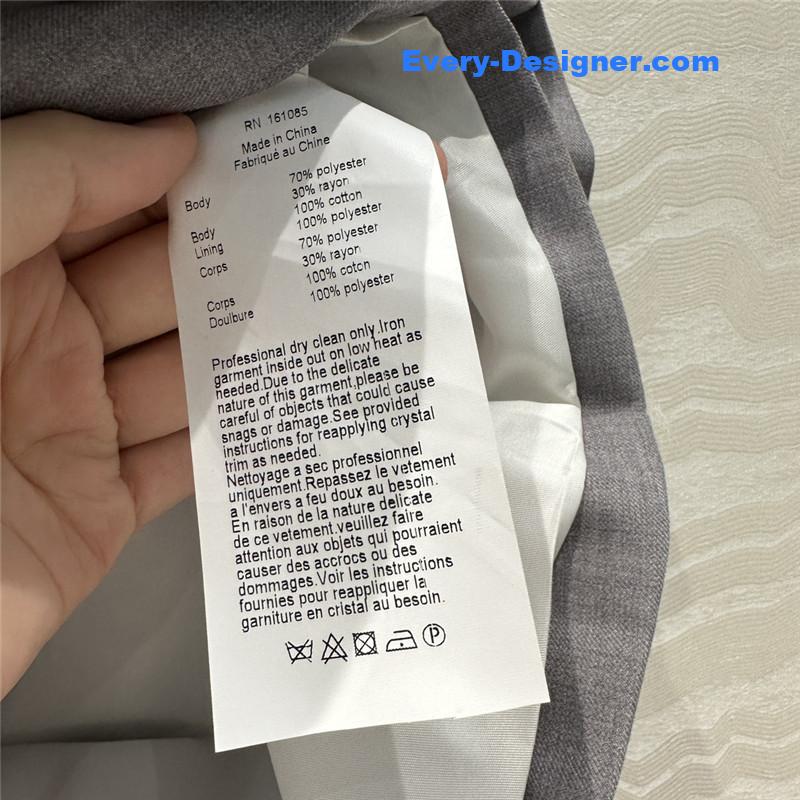 Every-Designer.com
RN 161085
Made in China
Fabriqué au Chine
70% polyester
Body 30% rayon
100% cotton
Body 100% polyester
Lining 70% polyester
Corps 30% rayon
100% cotcn
Corps 100% polyester
Doulbure
Professional dry clean only.Iron
garment inside out on low heat as
needed.Due to the delicate
nature of this garment,please be
careful of objects that could cause
snags or damage.See provided
instructions for reapplying crystal
trim as needed.
Nettoyage a sec professionnel
uniquement.Repassez le vetement
a l'envers a feu doux au besoin.
En raison de la nature delicate
de ce vetement.veuillez faire
attention aux objets qui pourraient
causer des accrocs ou des
dommages.Voir les instructions
fournies pour reappliquer la
garniture en cristal au besoin.
P